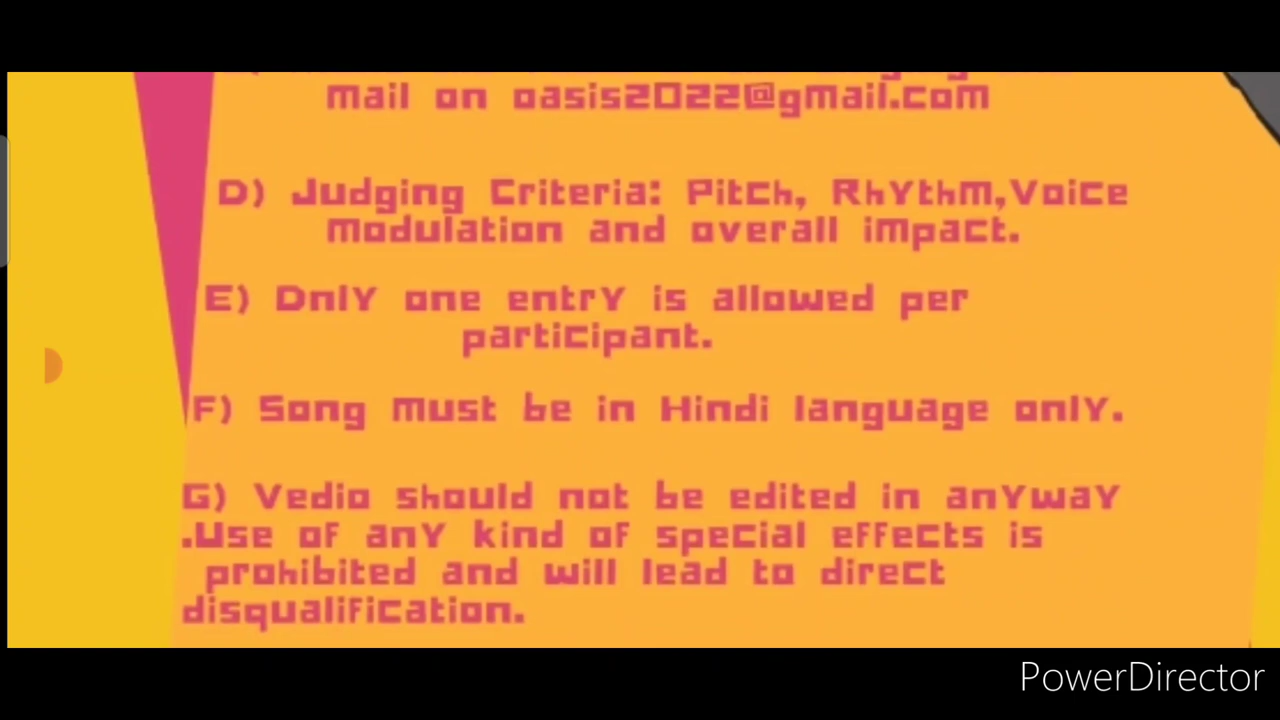 mail on oasis2022@gmail.com
D) Judging Criteria: Pitch, Rhythm,Voice
modulation and overall impact.
E) Only one entry is allowed per
participant.
F) Song must be in Hindi language only.
G) Vedio should not be edited in anyway
.Use of any kind of special effects is
prohibited and will lead to direct
disqualification.
PowerDirector